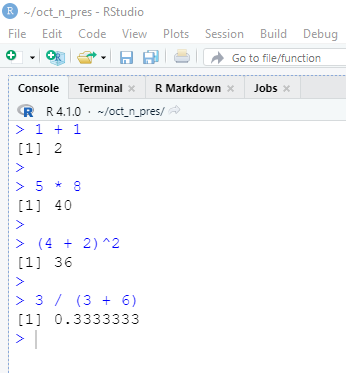 ~/oct_n_pres - RStudio
File Edit Code View Plots Session Build Debug
Go to file/function
Console Terminal R Markdown Jobs
R 4.1.0 · ~/oct_n_pres/
> 1 + 1
[1] 2
>
> 5 * 8
[1] 40
>
> (4 + 2)^2
[1] 36
>
> 3 / (3 + 6)
[1] 0.3333333
>